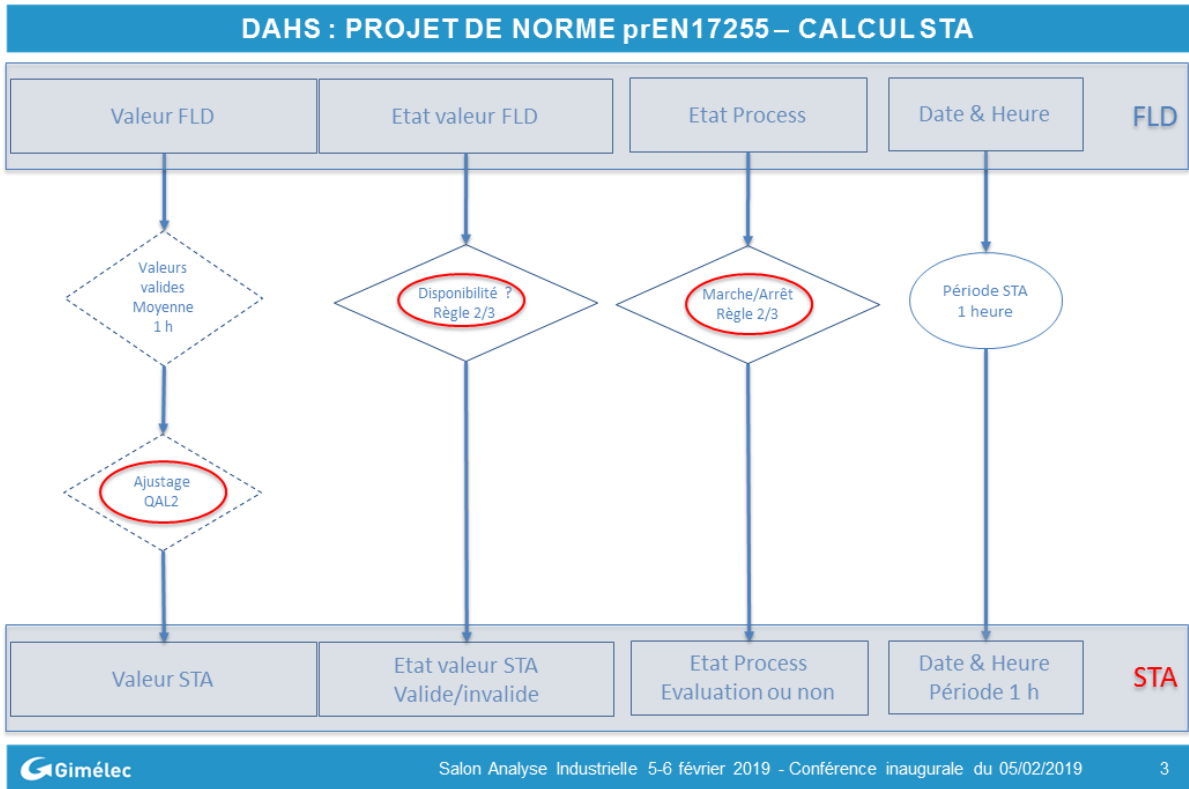 DAHS : PROJET DE NORME prEN17255 – CALCUL STA
Valeur FLD
Etat valeur FLD
Etat Process
Date & Heure
FLD
Valeurs
valides
Moyenne
1 h
Disponibilité ?
Règle 2/3
Marche/Arrêt
Règle 2/3
Période STA
1 heure
Ajustage
QAL2
Valeur STA
Etat valeur STA
Valide/invalide
Etat Process
Evaluation ou non
Date & Heure
Période 1 h
STA
Gimélec
Salon Analyse Industrielle 5-6 février 2019 - Conférence inaugurale du 05/02/2019
3